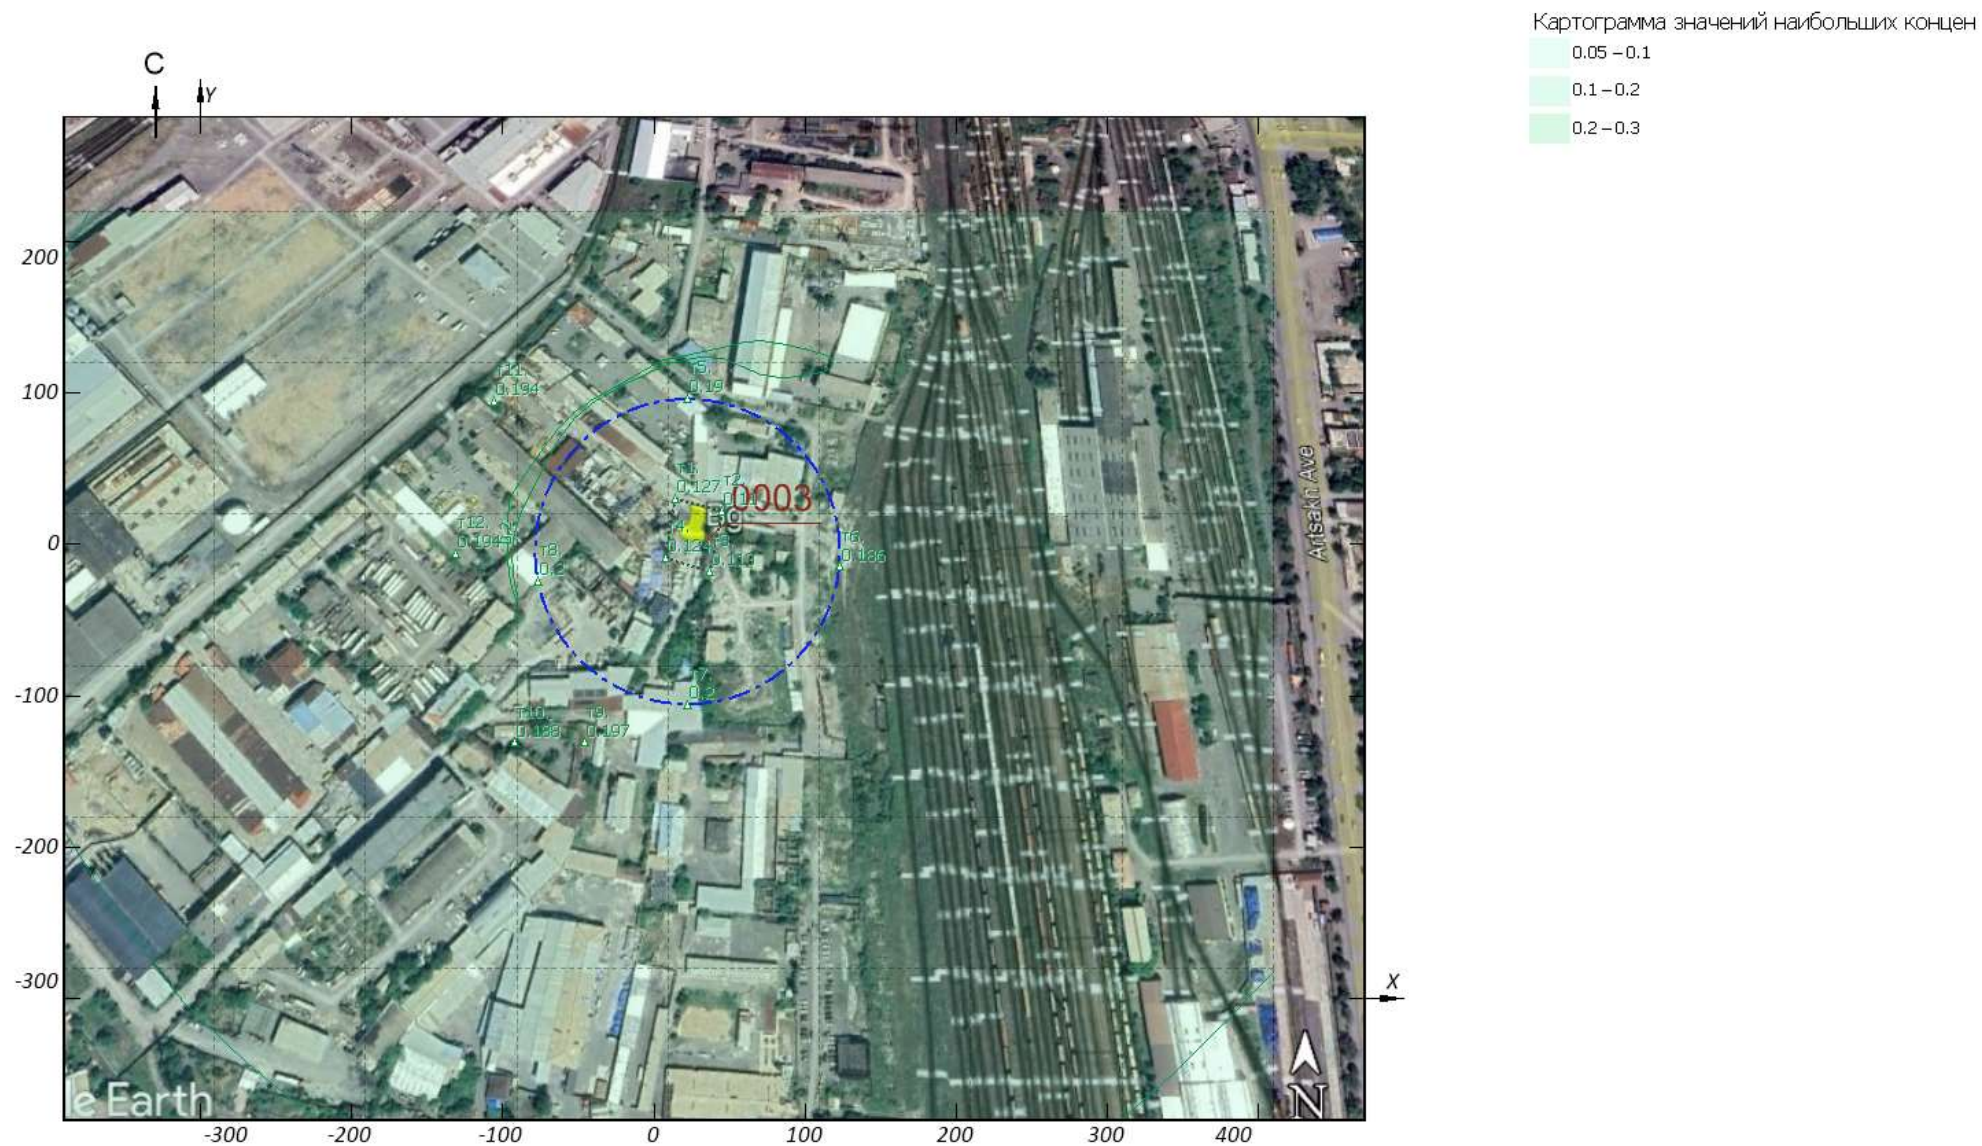 Картограмма значений наибольших концен
0.05 – 0.1
0.1 – 0.2
0.2 – 0.3
C
Y
200
100
0
-100
-200
-300
т11.
0.194
т5.
0.19
т1.
0.127
т2.
0003
т12.
т8.
0.2
т6.
0.186
т7.
0.2
т10.
0.188
т9.
0.197
Artsakh Ave
X
N
le Earth
-300
-200
-100
0
100
200
300
400